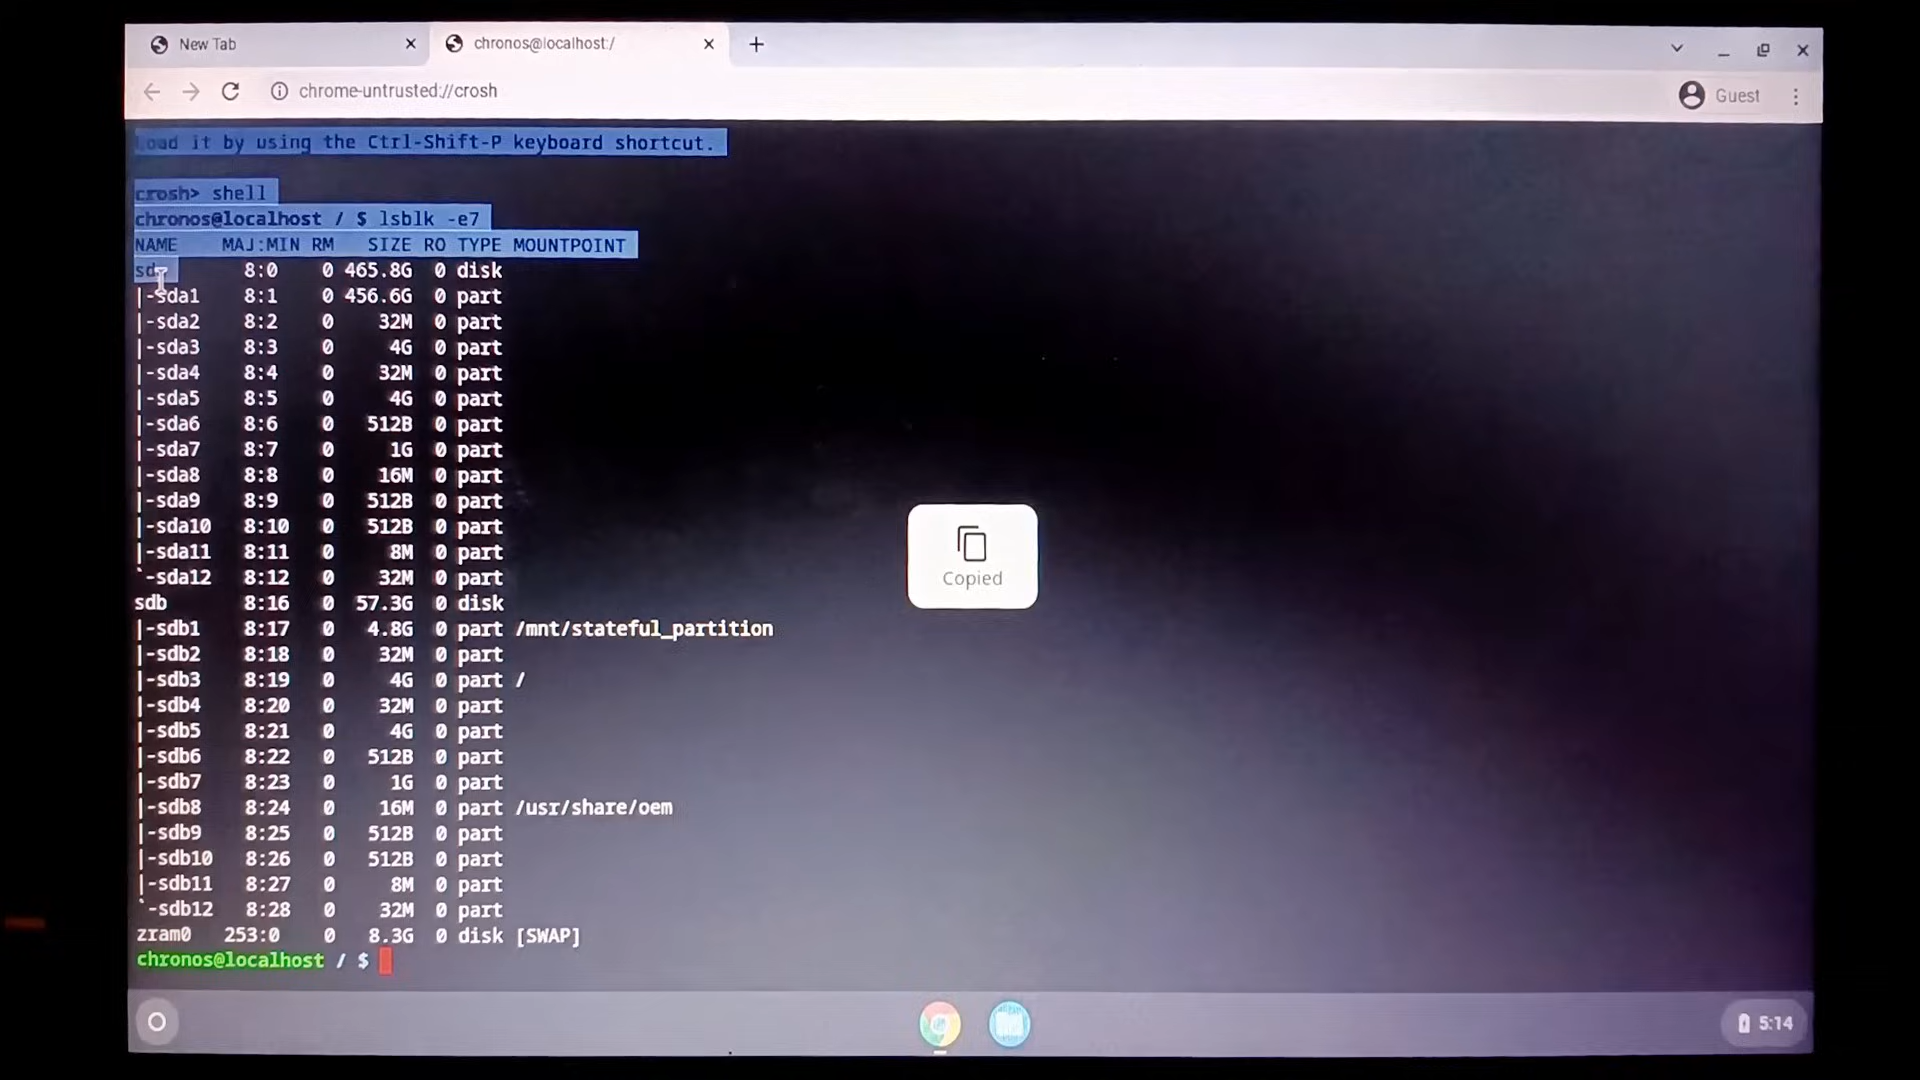 New Tab
chronos@localhost:/
chrome-untrusted://crosh
Guest
load it by using the Ctrl-Shift-P keyboard shortcut.
crosh> shell
chronos@localhost / $ lsblk -e7
NAME MAJ:MIN RM SIZE RO TYPE MOUNTPOINT
sda 8:0 0 465.8G 0 disk
|-sda1 8:1 0 456.6G 0 part
|-sda2 8:2 0 32M 0 part
|-sda3 8:3 0 4G 0 part
|-sda4 8:4 0 32M 0 part
|-sda5 8:5 0 4G 0 part
|-sda6 8:6 0 512B 0 part
|-sda7 8:7 0 1G 0 part
|-sda8 8:8 0 16M 0 part
|-sda9 8:9 0 512B 0 part
|-sda10 8:10 0 512B 0 part
|-sda11 8:11 0 8M 0 part
`-sda12 8:12 0 32M 0 part
sdb 8:16 0 57.3G 0 disk
|-sdb1 8:17 0 4.8G 0 part /mnt/stateful_partition
|-sdb2 8:18 0 32M 0 part
|-sdb3 8:19 0 4G 0 part /
|-sdb4 8:20 0 32M 0 part
|-sdb5 8:21 0 4G 0 part
|-sdb6 8:22 0 512B 0 part
|-sdb7 8:23 0 1G 0 part
|-sdb8 8:24 0 16M 0 part /usr/share/oem
|-sdb9 8:25 0 512B 0 part
|-sdb10 8:26 0 512B 0 part
|-sdb11 8:27 0 8M 0 part
`-sdb12 8:28 0 32M 0 part
zram0 253:0 0 8.3G 0 disk [SWAP]
chronos@localhost / $
Copied
5:14